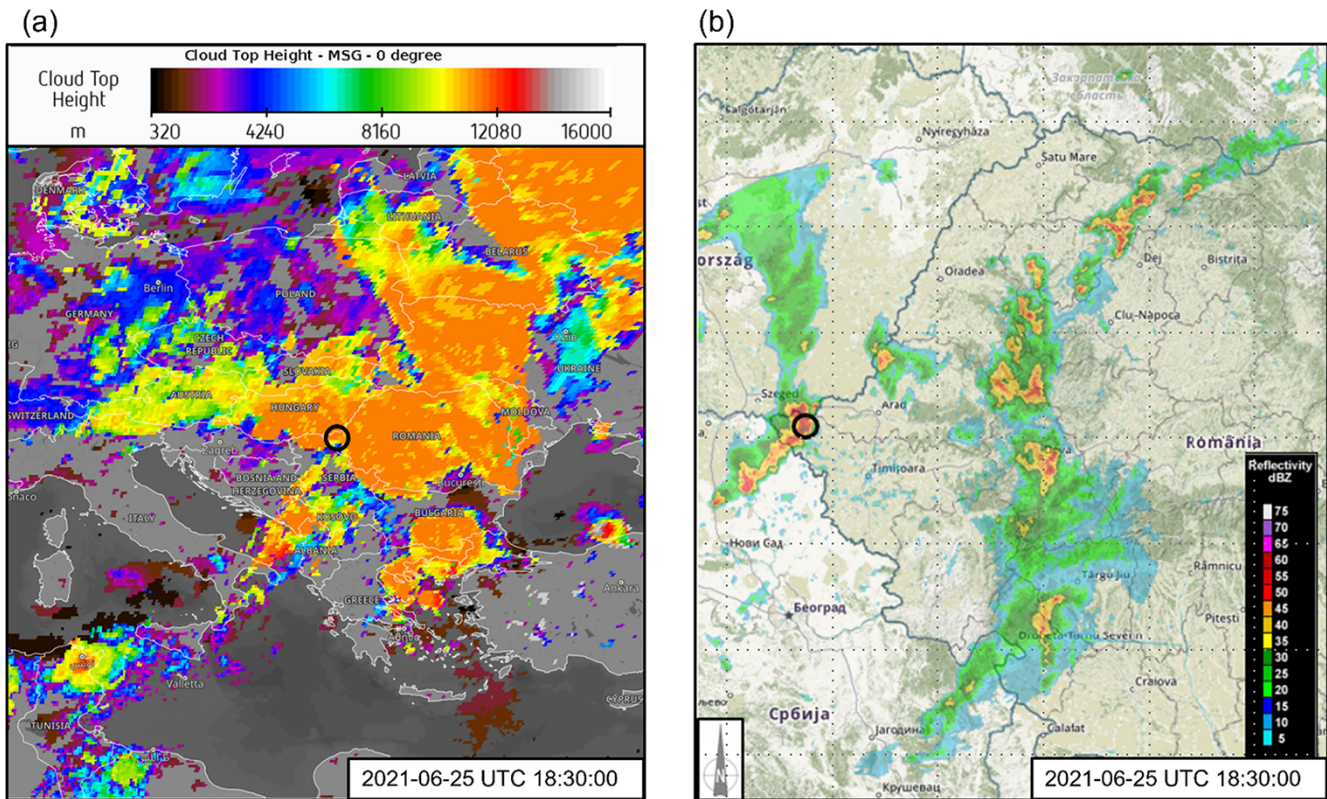 (a)
Cloud Top Height - MSG - 0 degree
Cloud Top
Height
m
320 4240 8160 12080 16000
DENMARK
LATVIA
LITHUANIA
BELARUS
Berlin
POLAND
GERMANY
CZECH
REPUBLIC
UKRAINE
SLOVAKIA
AUSTRIA
SWITZERLAND
HUNGARY
MOLDOVA
ROMANIA
Zagreb
BOSNIA AND
HERZEGOVINA
SERBIA
București
ITALY
KOSOVO
BULGARIA
ALBANIA
GREECE
Ankara
Valletta
CYPRUS
TUNISIA
2021-06-25 UTC 18:30:00
(b)
Закарпатська
область
Salgótarján
Nyíregyháza
Satu Mare
ország
Oradea
Dej
Bistrița
Cluj-Napoca
Szeged
Arad
Timișoara
România
Нови Сад
Târgu Jiu
Râmnicu
Београд
Pitești
Drobeta-Turnu Severin
Craiova
Србија
Јагодина
Calafat
Крушевац
Reflectivity
dBZ
75
70
65
60
55
50
45
40
35
30
25
20
15
10
5
N
2021-06-25 UTC 18:30:00